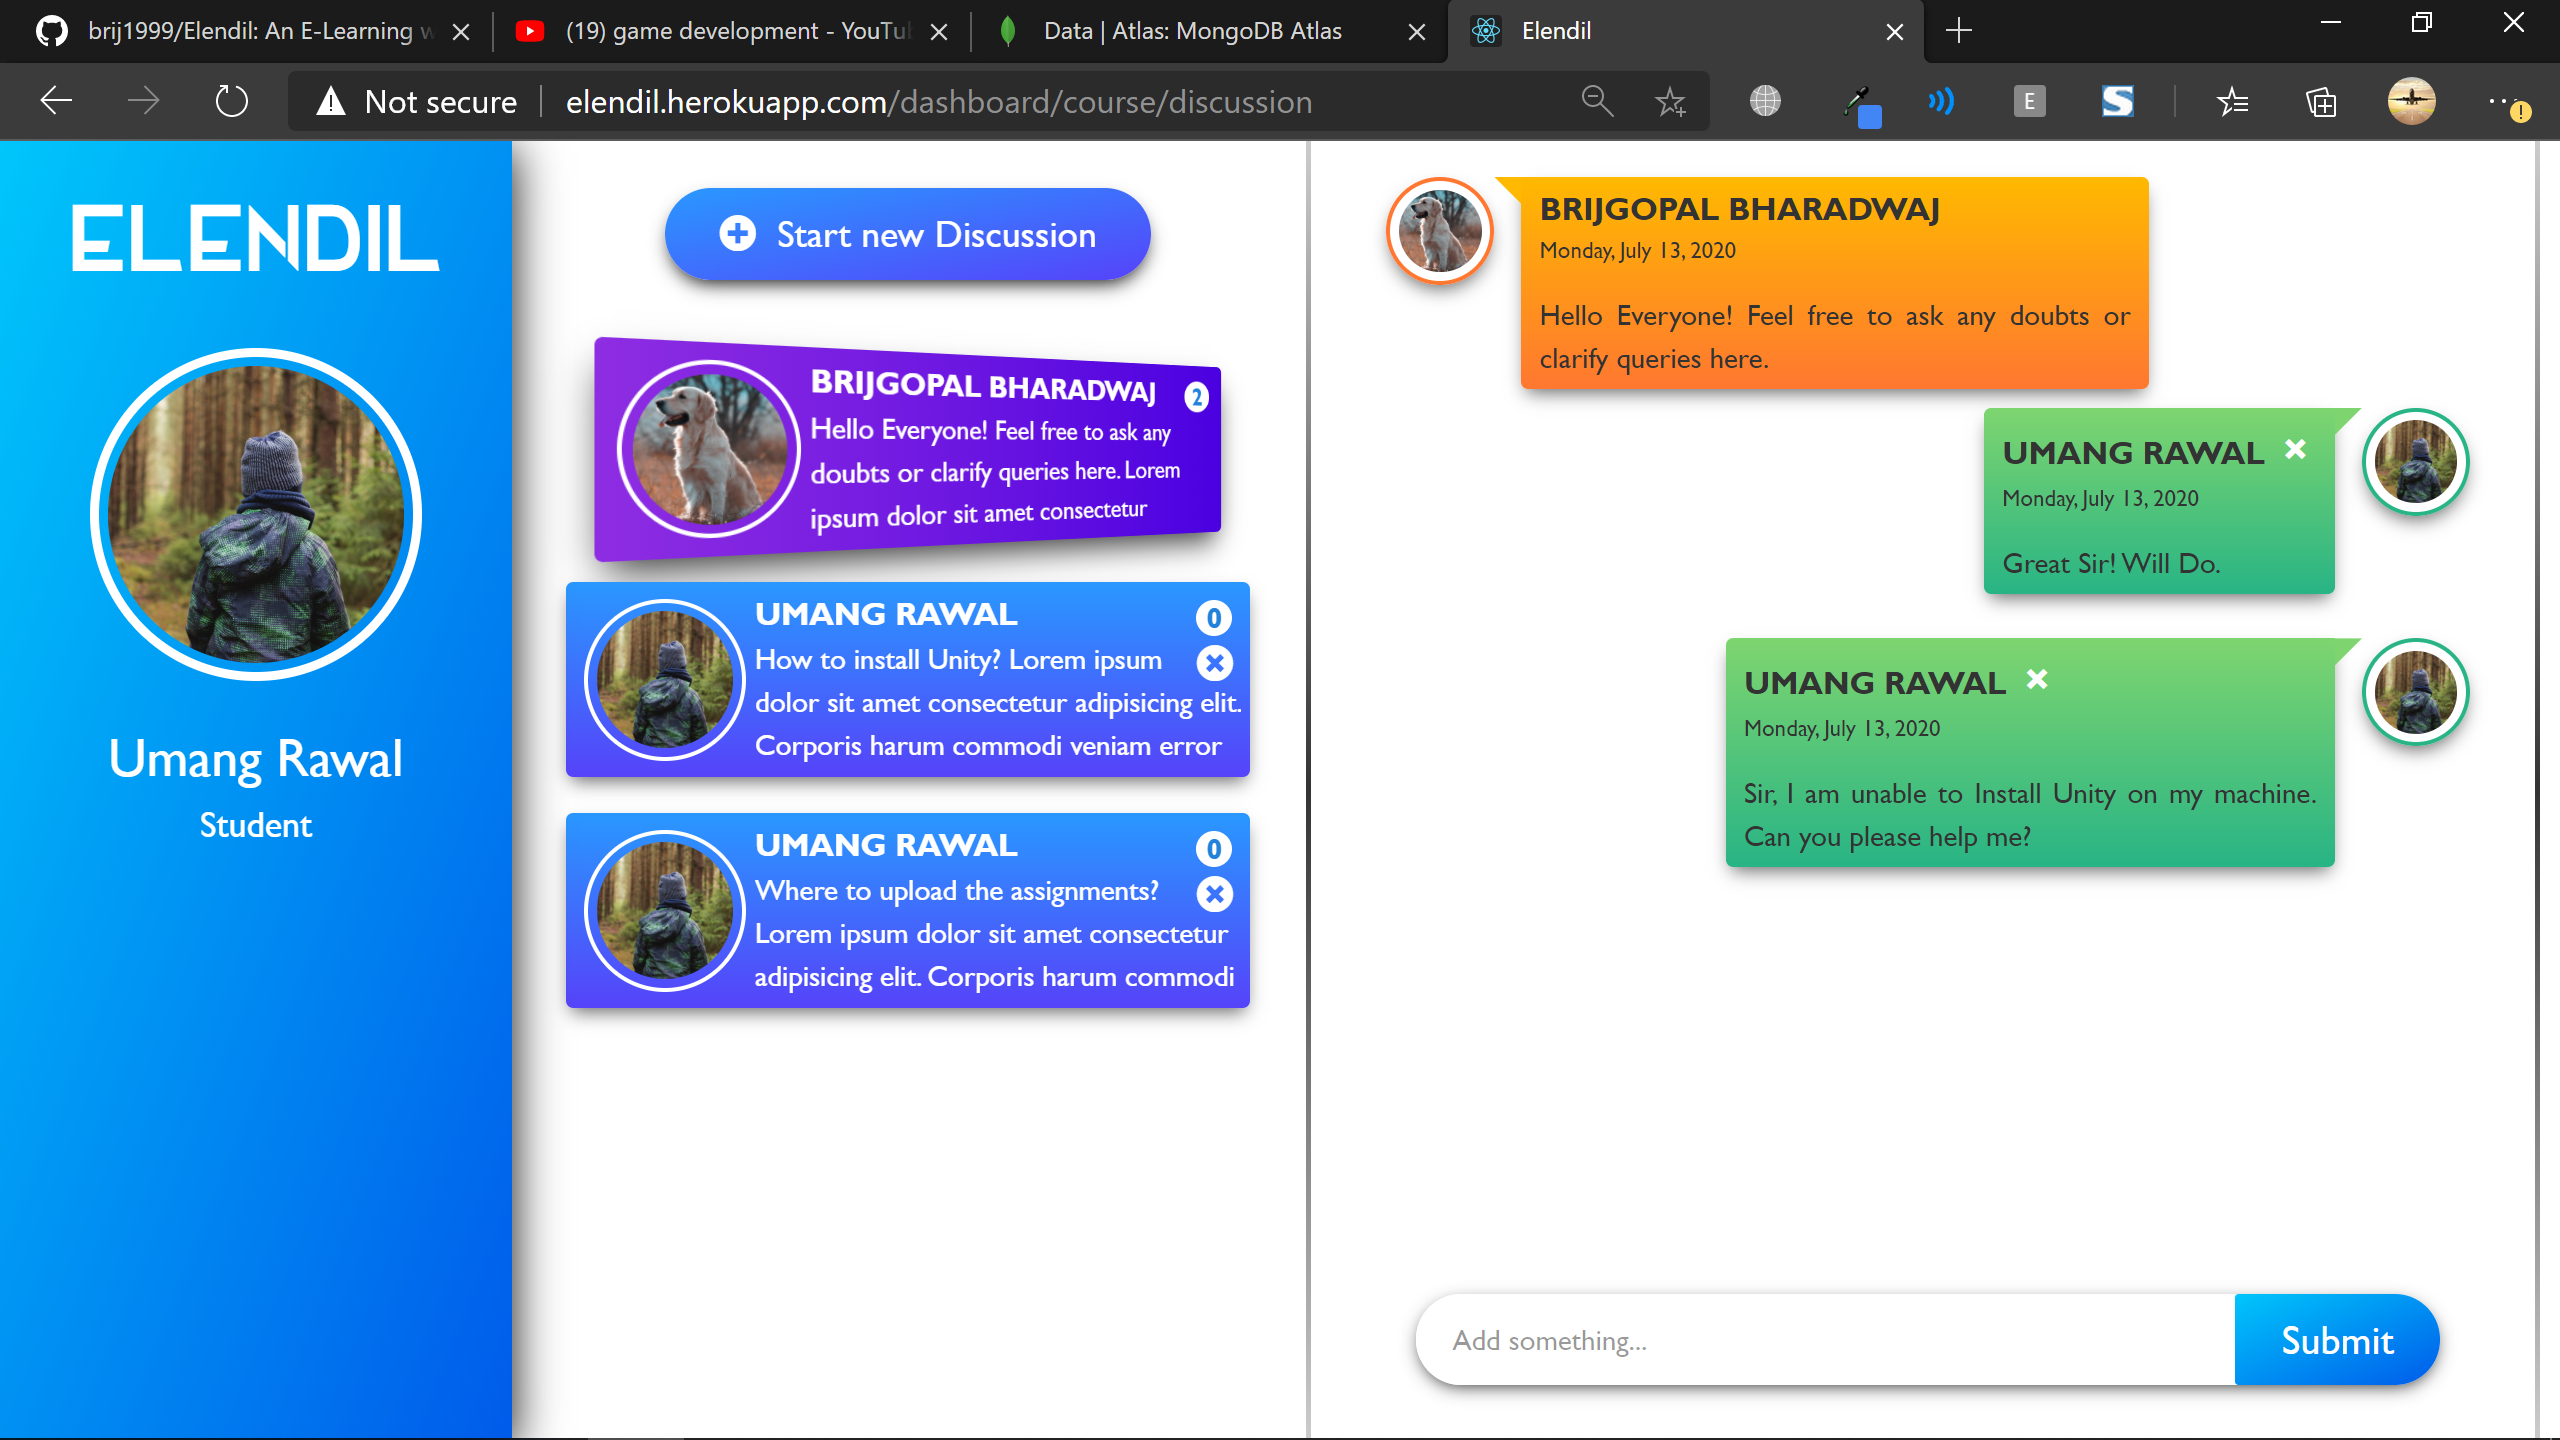 brij1999/Elendil: An E-Learning w
(19) game development - YouTub
Data | Atlas: MongoDB Atlas
Elendil
Not secure
elendil.herokuapp.com/dashboard/course/discussion
E
S
ELENDIL
Umang Rawal
Student
Start new Discussion
BRIJGOPAL BHARADWAJ
2
Hello Everyone! Feel free to ask any
doubts or clarify queries here. Lorem
ipsum dolor sit amet consectetur
UMANG RAWAL
0
How to install Unity? Lorem ipsum
dolor sit amet consectetur adipisicing elit.
Corporis harum commodi veniam error
UMANG RAWAL
0
Where to upload the assignments?
Lorem ipsum dolor sit amet consectetur
adipisicing elit. Corporis harum commodi
BRIJGOPAL BHARADWAJ
Monday, July 13, 2020
Hello Everyone! Feel free to ask any doubts or
clarify queries here.
UMANG RAWAL
Monday, July 13, 2020
Great Sir! Will Do.
UMANG RAWAL
Monday, July 13, 2020
Sir, I am unable to Install Unity on my machine.
Can you please help me?
Add something...
Submit